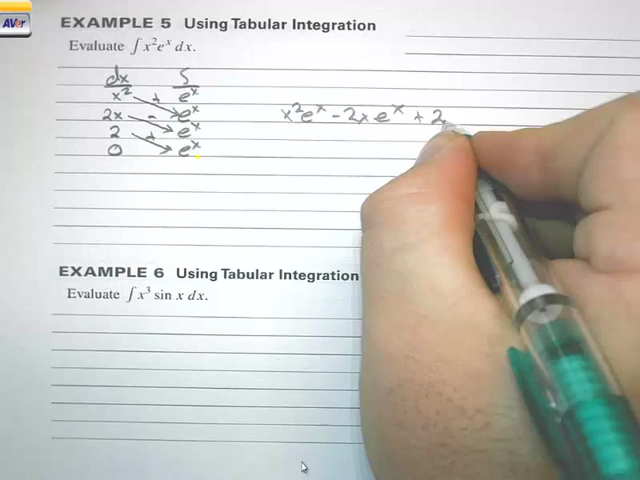 AVer
EXAMPLE 5 Using Tabular Integration
Evaluate ∫ x²eˣ dx.
dx ∫
x² + eˣ
2x - eˣ
2 + eˣ
0 eˣ
x²eˣ - 2xeˣ + 2
EXAMPLE 6 Using Tabular Integration
Evaluate ∫ x³ sin x dx.